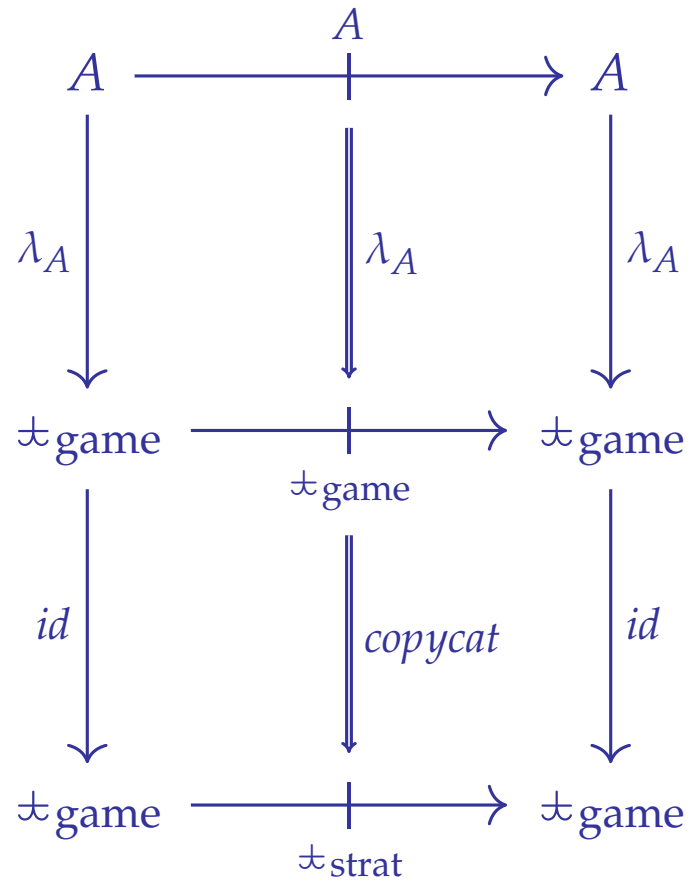 A
A A
λ_A λ_A λ_A
game game
game
id copycat id
game game
strat